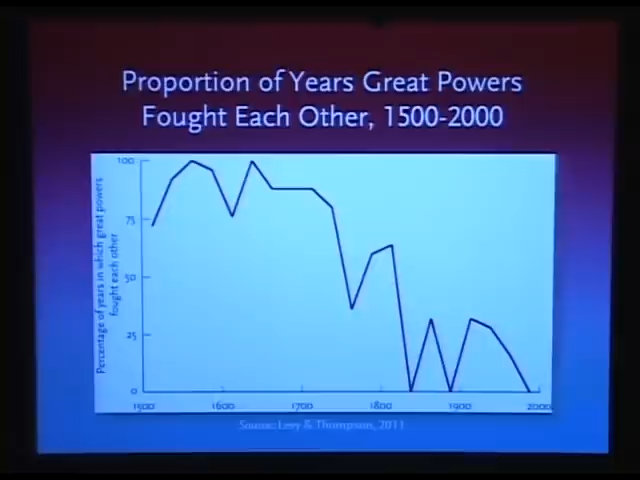 Proportion of Years Great Powers
Fought Each Other, 1500-2000
Percentage of years in which great powers
fought each other
100
75
50
25
0
1500
1600
1700
1800
1900
2000
Source: Levy & Thompson, 2011